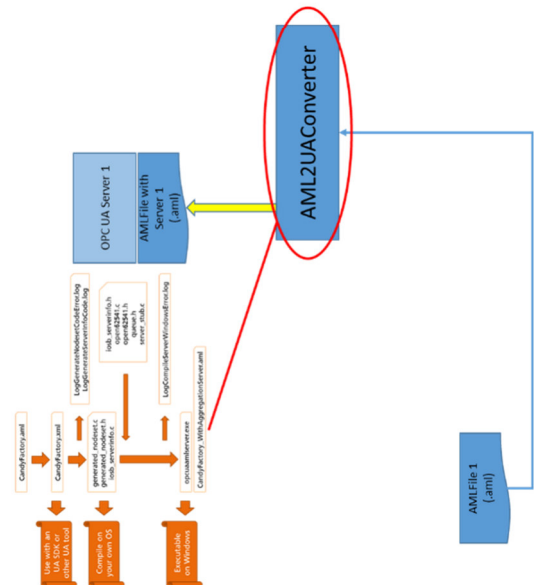 AML2UAConverter
OPC UA Server 1
AMLFile with
Server 1
(.aml)
AMLFile 1
(.aml)
CandyFactory.aml
CandyFactory.xml
LogGenerateNodesetCodeError.log
LogGenerateServerInfoCode.log
generated_nodeset.c
generated_nodeset.h
iosb_serverinfo.c
iosb_serverinfo.h
open62541.c
open62541.h
queue.h
server_stub.c
LogCompileServerWindowsError.log
opcuaamlserver.exe
CandyFactory_WithAggregationServer.aml
Use with an
UA SDK or
other UA tool
Compile on
your own OS
Executable
on Windows